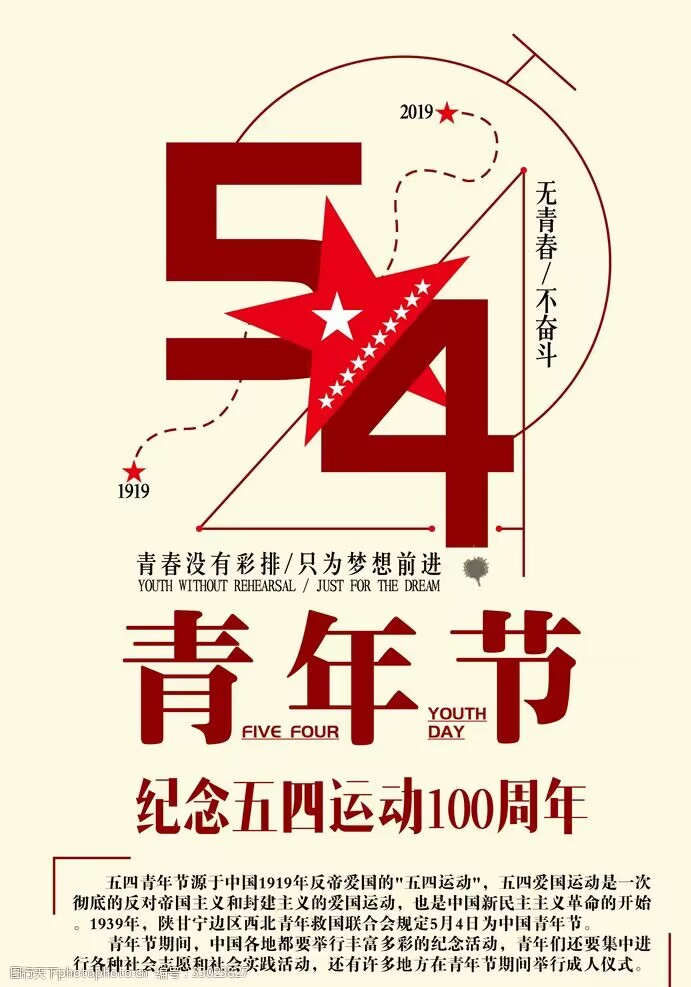 2019
54
无青春/不奋斗
1919
青春没有彩排/只为梦想前进
YOUTH WITHOUT REHEARSAL / JUST FOR THE DREAM
青年节
FIVE FOUR
YOUTH
DAY
纪念五四运动100周年
五四青年节源于中国1919年反帝爱国的"五四运动"，五四爱国运动是一次
彻底的反对帝国主义和封建主义的爱国运动，也是中国新民主主义革命的开始
。1939年，陕甘宁边区西北青年救国联合会规定5月4日为中国青年节。
青年节期间，中国各地都要举行丰富多彩的纪念活动，青年们还要集中进
行各种社会志愿和社会实践活动，还有许多地方在青年节期间举行成人仪式。